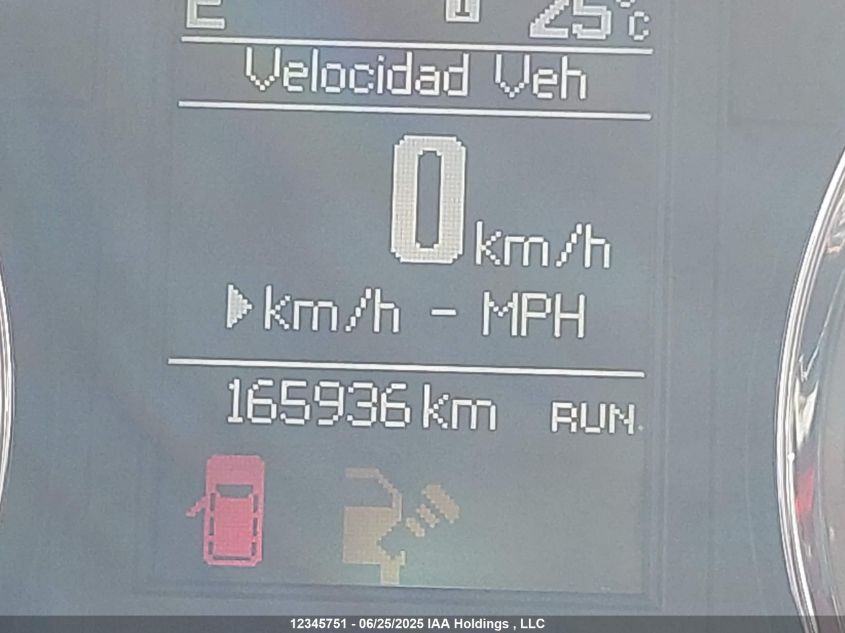 E 25°C
Velocidad Veh
0 km/h
km/h - MPH
165936 km RUN
12345751 - 06/25/2025 IAA Holdings , LLC